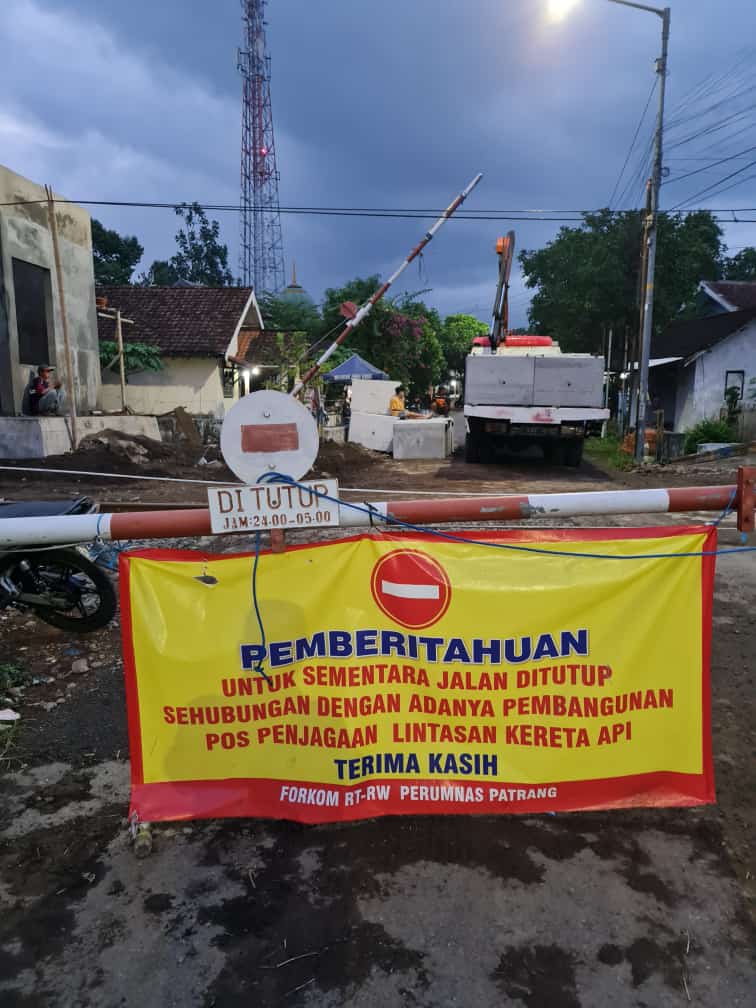 DI TUTUP
JAM:24.00-05.00
PEMBERITAHUAN
UNTUK SEMENTARA JALAN DITUTUP
SEHUBUNGAN DENGAN ADANYA PEMBANGUNAN
POS PENJAGAAN LINTASAN KERETA API
TERIMA KASIH
FORKOM RT-RW PERUMNAS PATRANG